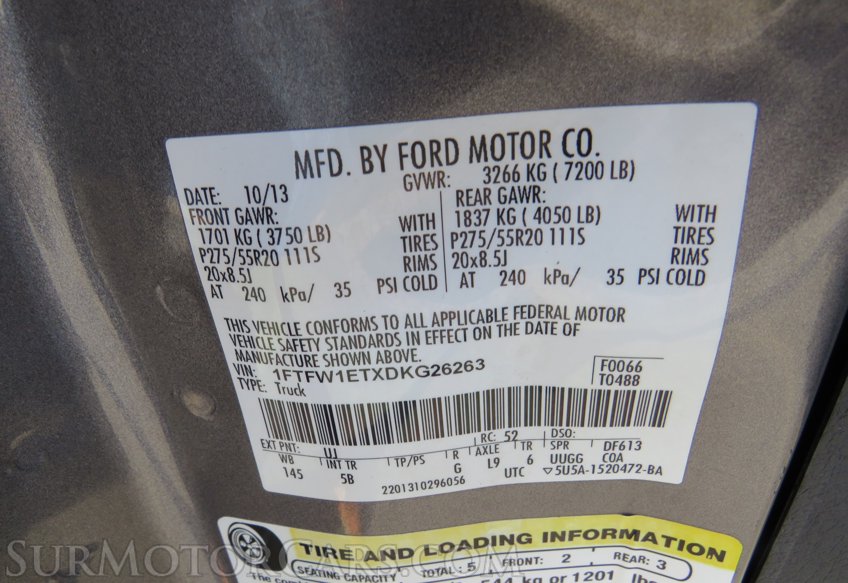 MFD. BY FORD MOTOR CO.
DATE: 10/13 GVWR: 3266 KG ( 7200 LB)
FRONT GAWR: REAR GAWR:
1701 KG ( 3750 LB) WITH 1837 KG ( 4050 LB) WITH
P275/55R20 111S TIRES P275/55R20 111S TIRES
20x8.5J RIMS 20x8.5J RIMS
AT 240 kPa/ 35 PSI COLD AT 240 kPa/ 35 PSI COLD
THIS VEHICLE CONFORMS TO ALL APPLICABLE FEDERAL MOTOR
VEHICLE SAFETY STANDARDS IN EFFECT ON THE DATE OF
MANUFACTURE SHOWN ABOVE.
VIN: 1FTFW1ETXDKG26263 F0066
TYPE: Truck T0488
EXT PNT: UJ RC: 52 DSO:
WB INT TR TP/PS R AXLE TR SPR DF613
145 5B G L9 6 UUGG COA
2201310296056 UTC ▽5U5A-1520472-BA
TIRE AND LOADING INFORMATION
SEATING CAPACITY TOTAL: 5 FRONT: 2 REAR: 3
544 kg or 1201 lbs
SurMotorCars.com